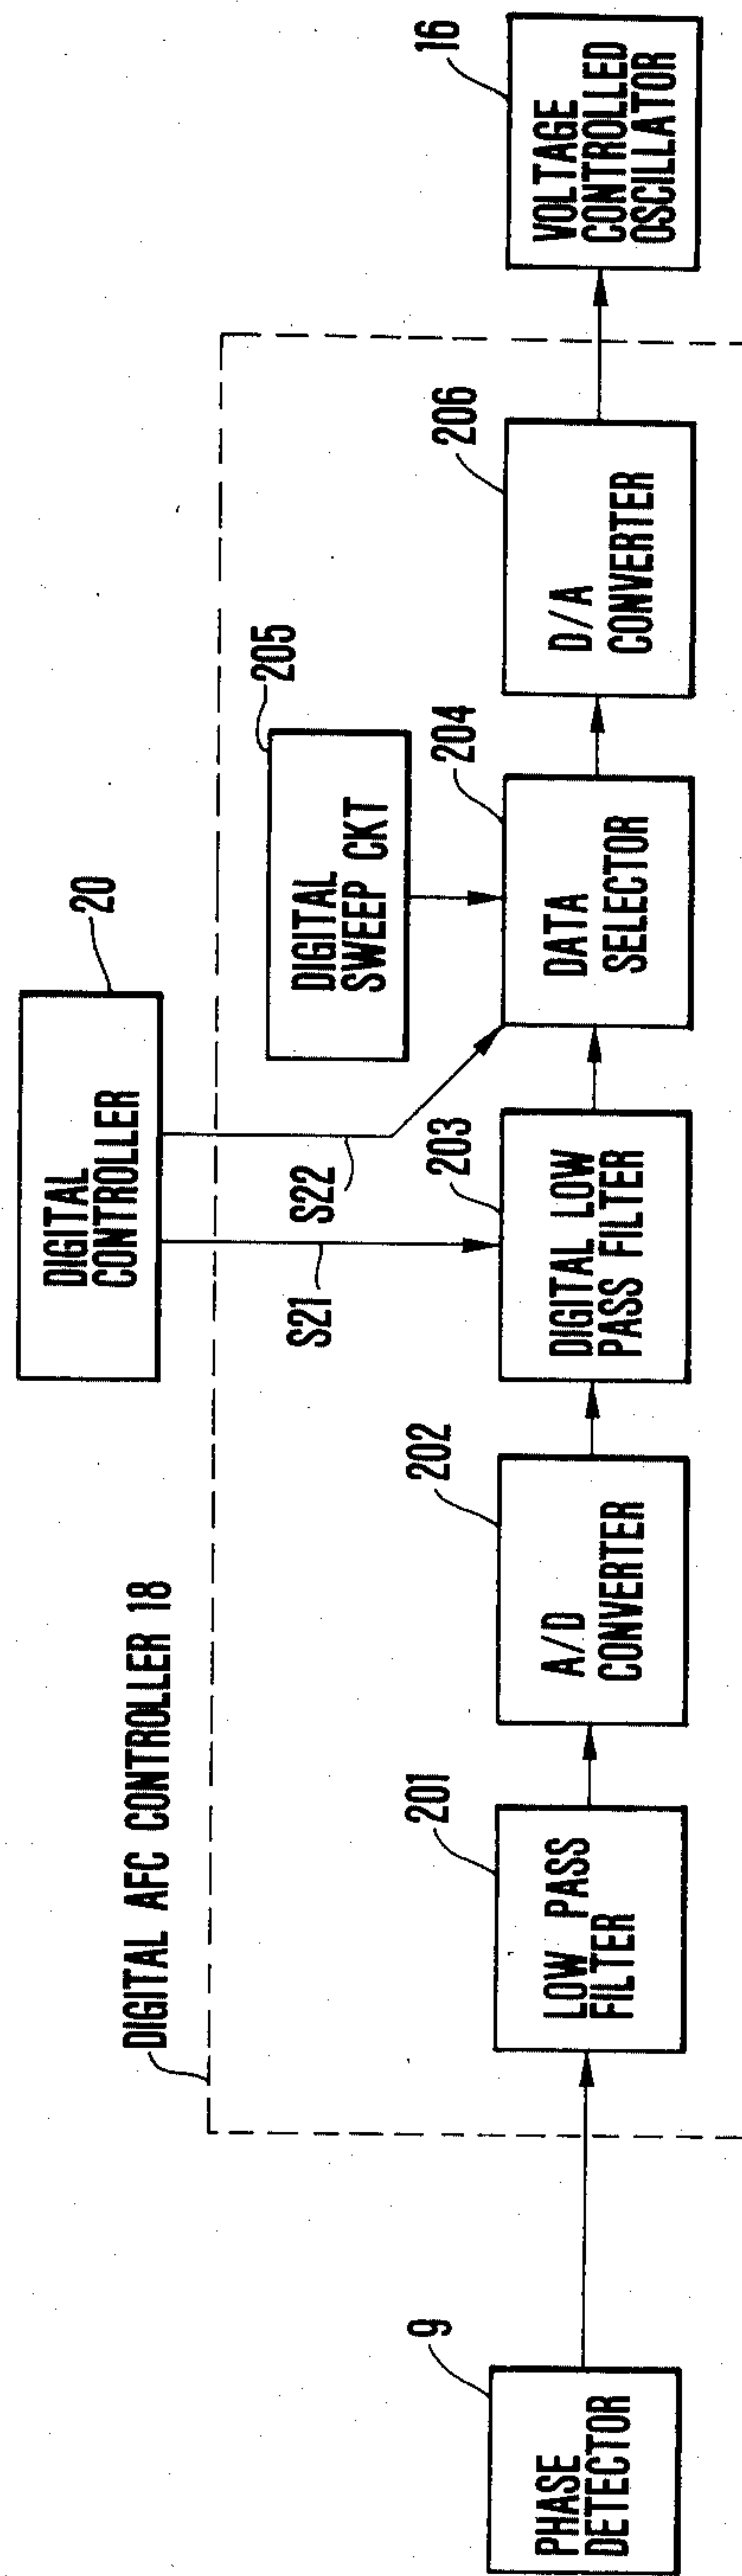 DIGITAL
CONTROLLER
20
DIGITAL AFC CONTROLLER 18
S21
S22
DIGITAL
SWEEP CKT
205
PHASE
DETECTOR
9
LOW PASS
FILTER
201
A/D
CONVERTER
202
DIGITAL LOW
PASS FILTER
203
DATA
SELECTOR
204
D/A
CONVERTER
206
VOLTAGE
CONTROLLED
OSCILLATOR
16